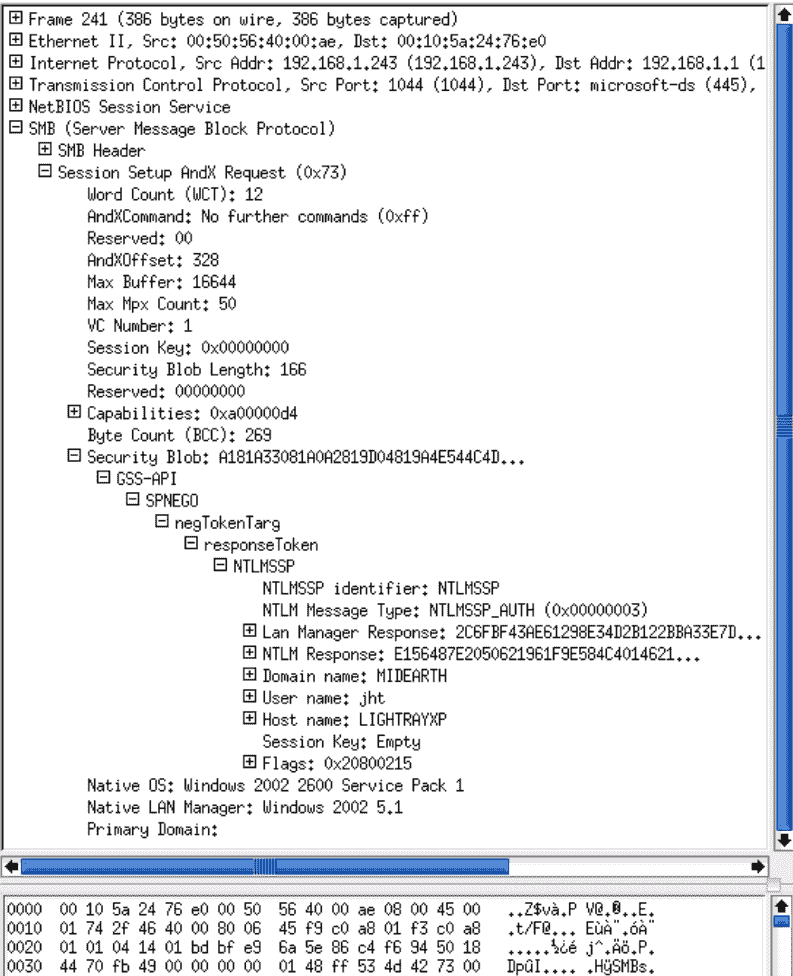 Frame 241 (386 bytes on wire, 386 bytes captured)
Ethernet II, Src: 00:50:56:40:00:ae, Dst: 00:10:5a:24:76:e0
Internet Protocol, Src Addr: 192.168.1.243 (192.168.1.243), Dst Addr: 192.168.1.1 (1
Transmission Control Protocol, Src Port: 1044 (1044), Dst Port: microsoft-ds (445),
NetBIOS Session Service
SMB (Server Message Block Protocol)
SMB Header
Session Setup AndX Request (0x73)
Word Count (WCT): 12
AndXCommand: No further commands (0xff)
Reserved: 00
AndXOffset: 328
Max Buffer: 16644
Max Mpx Count: 50
VC Number: 1
Session Key: 0x00000000
Security Blob Length: 166
Reserved: 00000000
Capabilities: 0xa00000d4
Byte Count (BCC): 269
Security Blob: A181A33081A0A2819D04819A4E544C4D...
GSS-API
SPNEGO
negTokenTarg
responseToken
NTLMSSP
NTLMSSP identifier: NTLMSSP
NTLM Message Type: NTLMSSP_AUTH (0x00000003)
Lan Manager Response: 2C6FBF43AE61298E34D2B122BBA33E7D...
NTLM Response: E156487E2050621961F9E584C4014621...
Domain name: MIDEARTH
User name: jht
Host name: LIGHTRAYXP
Session Key: Empty
Flags: 0x20800215
Native OS: Windows 2002 2600 Service Pack 1
Native LAN Manager: Windows 2002 5.1
Primary Domain:
0000 00 10 5a 24 76 e0 00 50 56 40 00 ae 08 00 45 00 ..Z$và.P V@.®..E.
0010 01 74 2f 46 40 00 80 06 45 f9 c0 a8 01 f3 c0 a8 .t/F@... EùÀ¨.óÀ¨
0020 01 01 04 14 01 bd bf e9 6a 5e 86 c4 f6 94 50 18 .....½¿é j^.Äö.P.
0030 44 70 fb 49 00 00 00 00 01 48 ff 53 4d 42 73 00 DpûI.... .HÿSMBs.